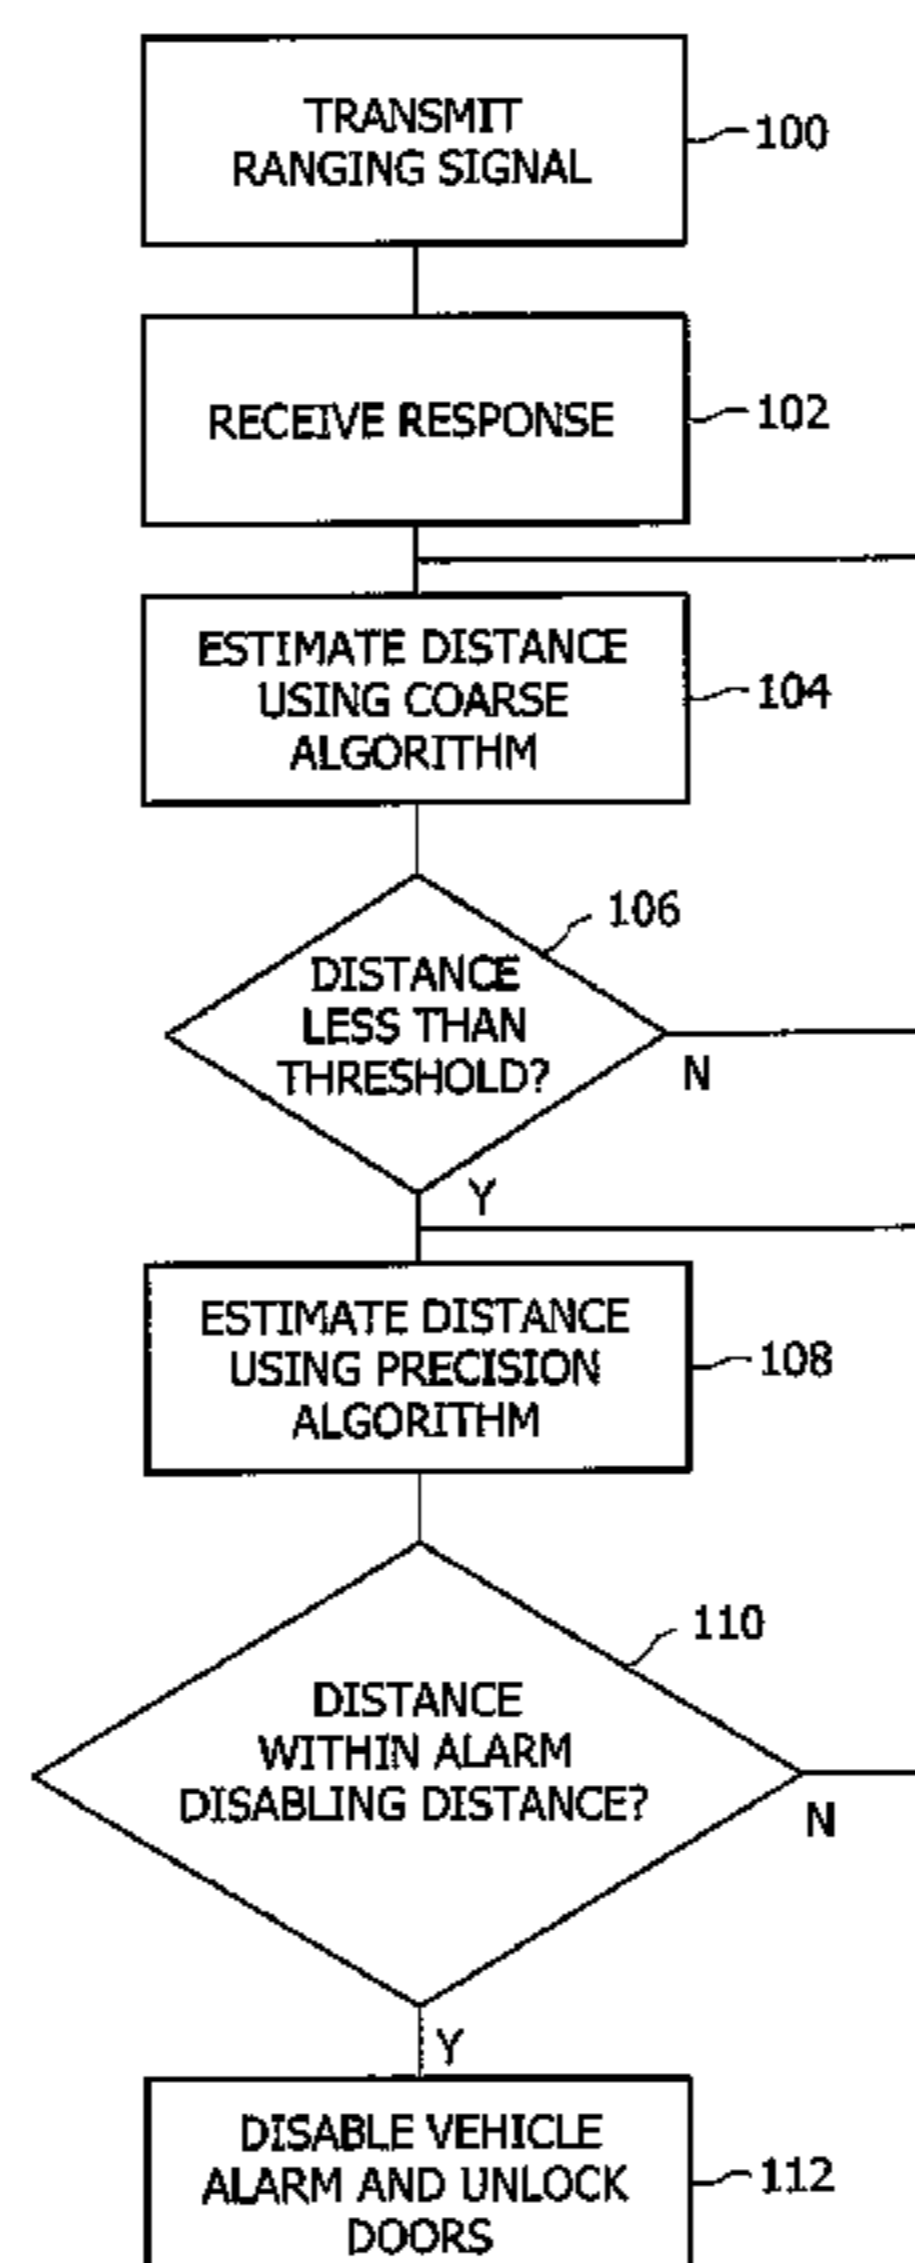 TRANSMIT
RANGING SIGNAL
100
RECEIVE RESPONSE
102
ESTIMATE DISTANCE
USING COARSE
ALGORITHM
104
106
DISTANCE
LESS THAN
THRESHOLD?
N
Y
ESTIMATE DISTANCE
USING PRECISION
ALGORITHM
108
110
DISTANCE
WITHIN ALARM
DISABLING DISTANCE?
N
Y
DISABLE VEHICLE
ALARM AND UNLOCK
DOORS
112